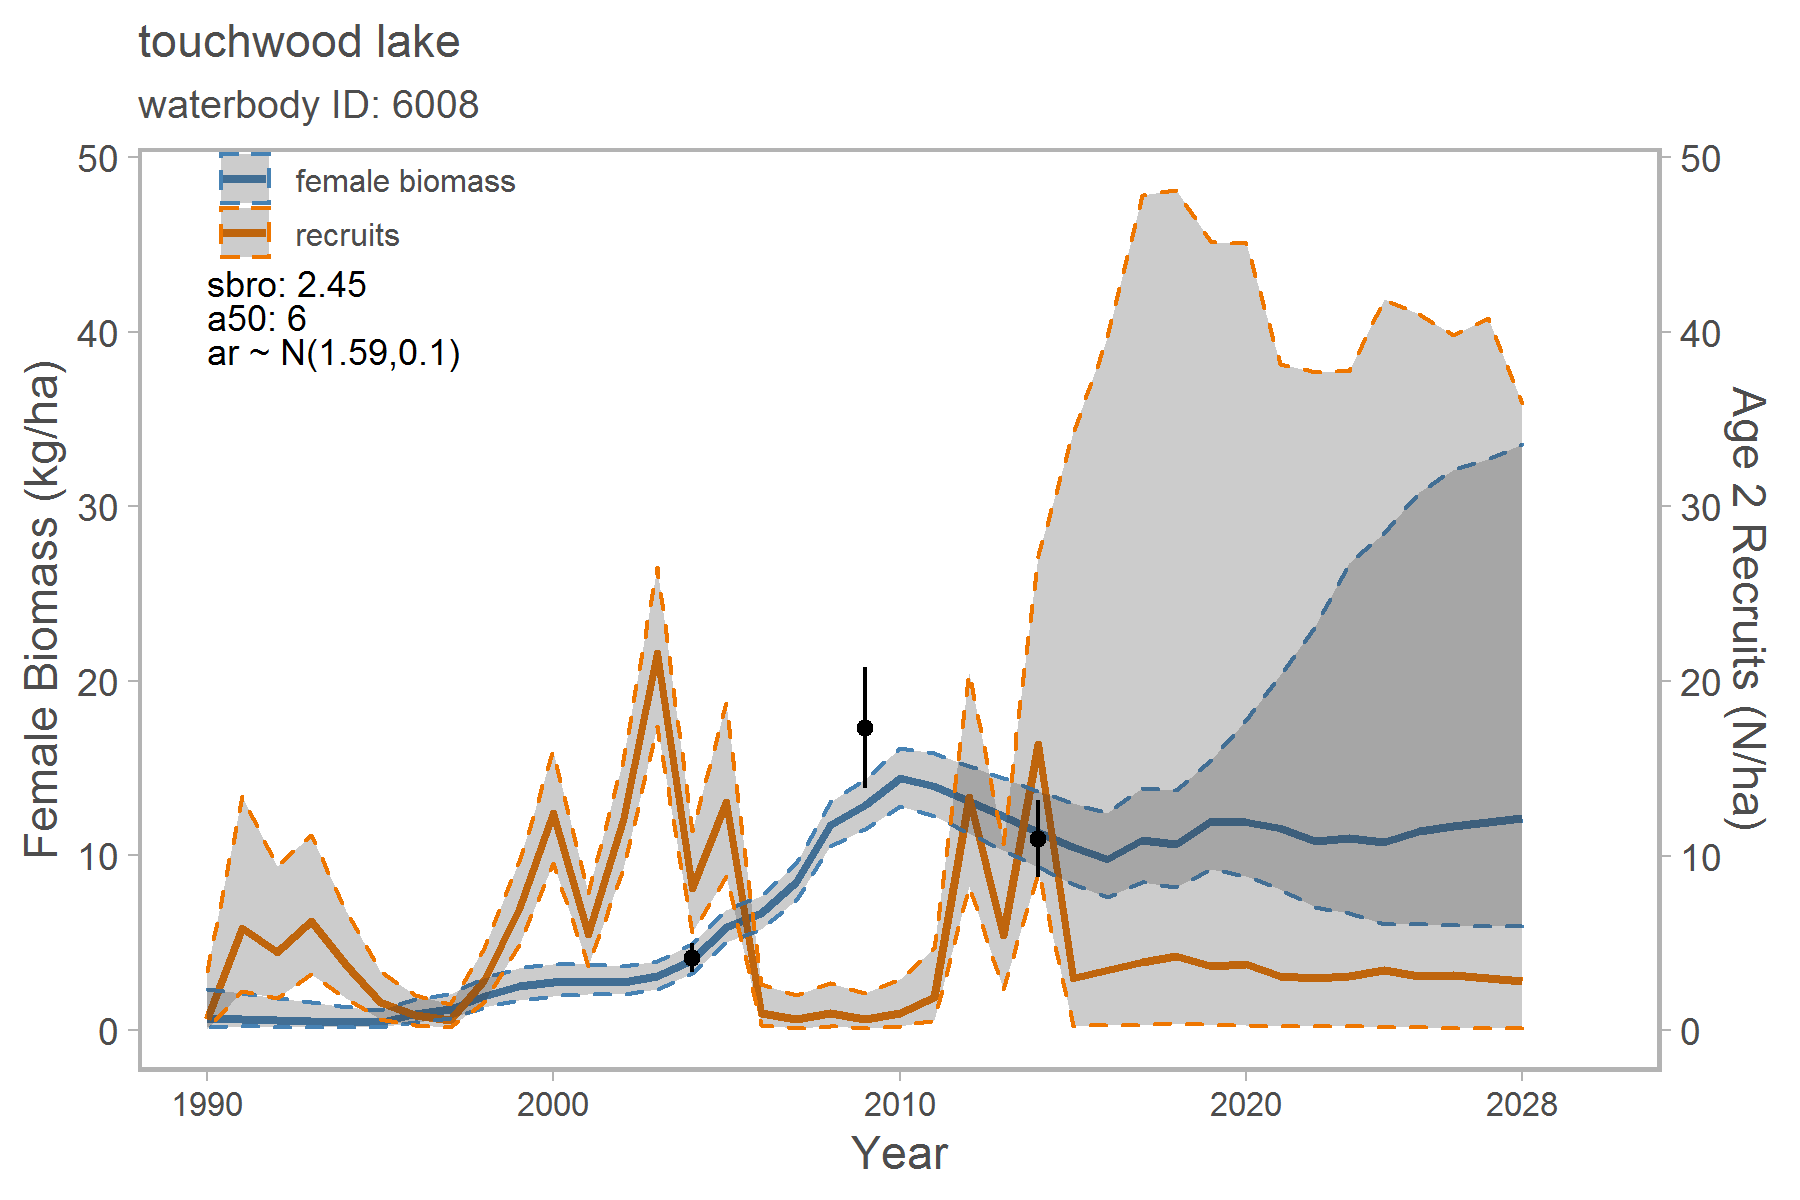 touchwood lake
waterbody ID: 6008
female biomass
recruits
sbro: 2.45
a50: 6
ar ~ N(1.59,0.1)
Female Biomass (kg/ha)
50
40
30
20
10
0
50
40
30
20
10
0
Age 2 Recruits (N/ha)
1990
2000
2010
2020
2028
Year